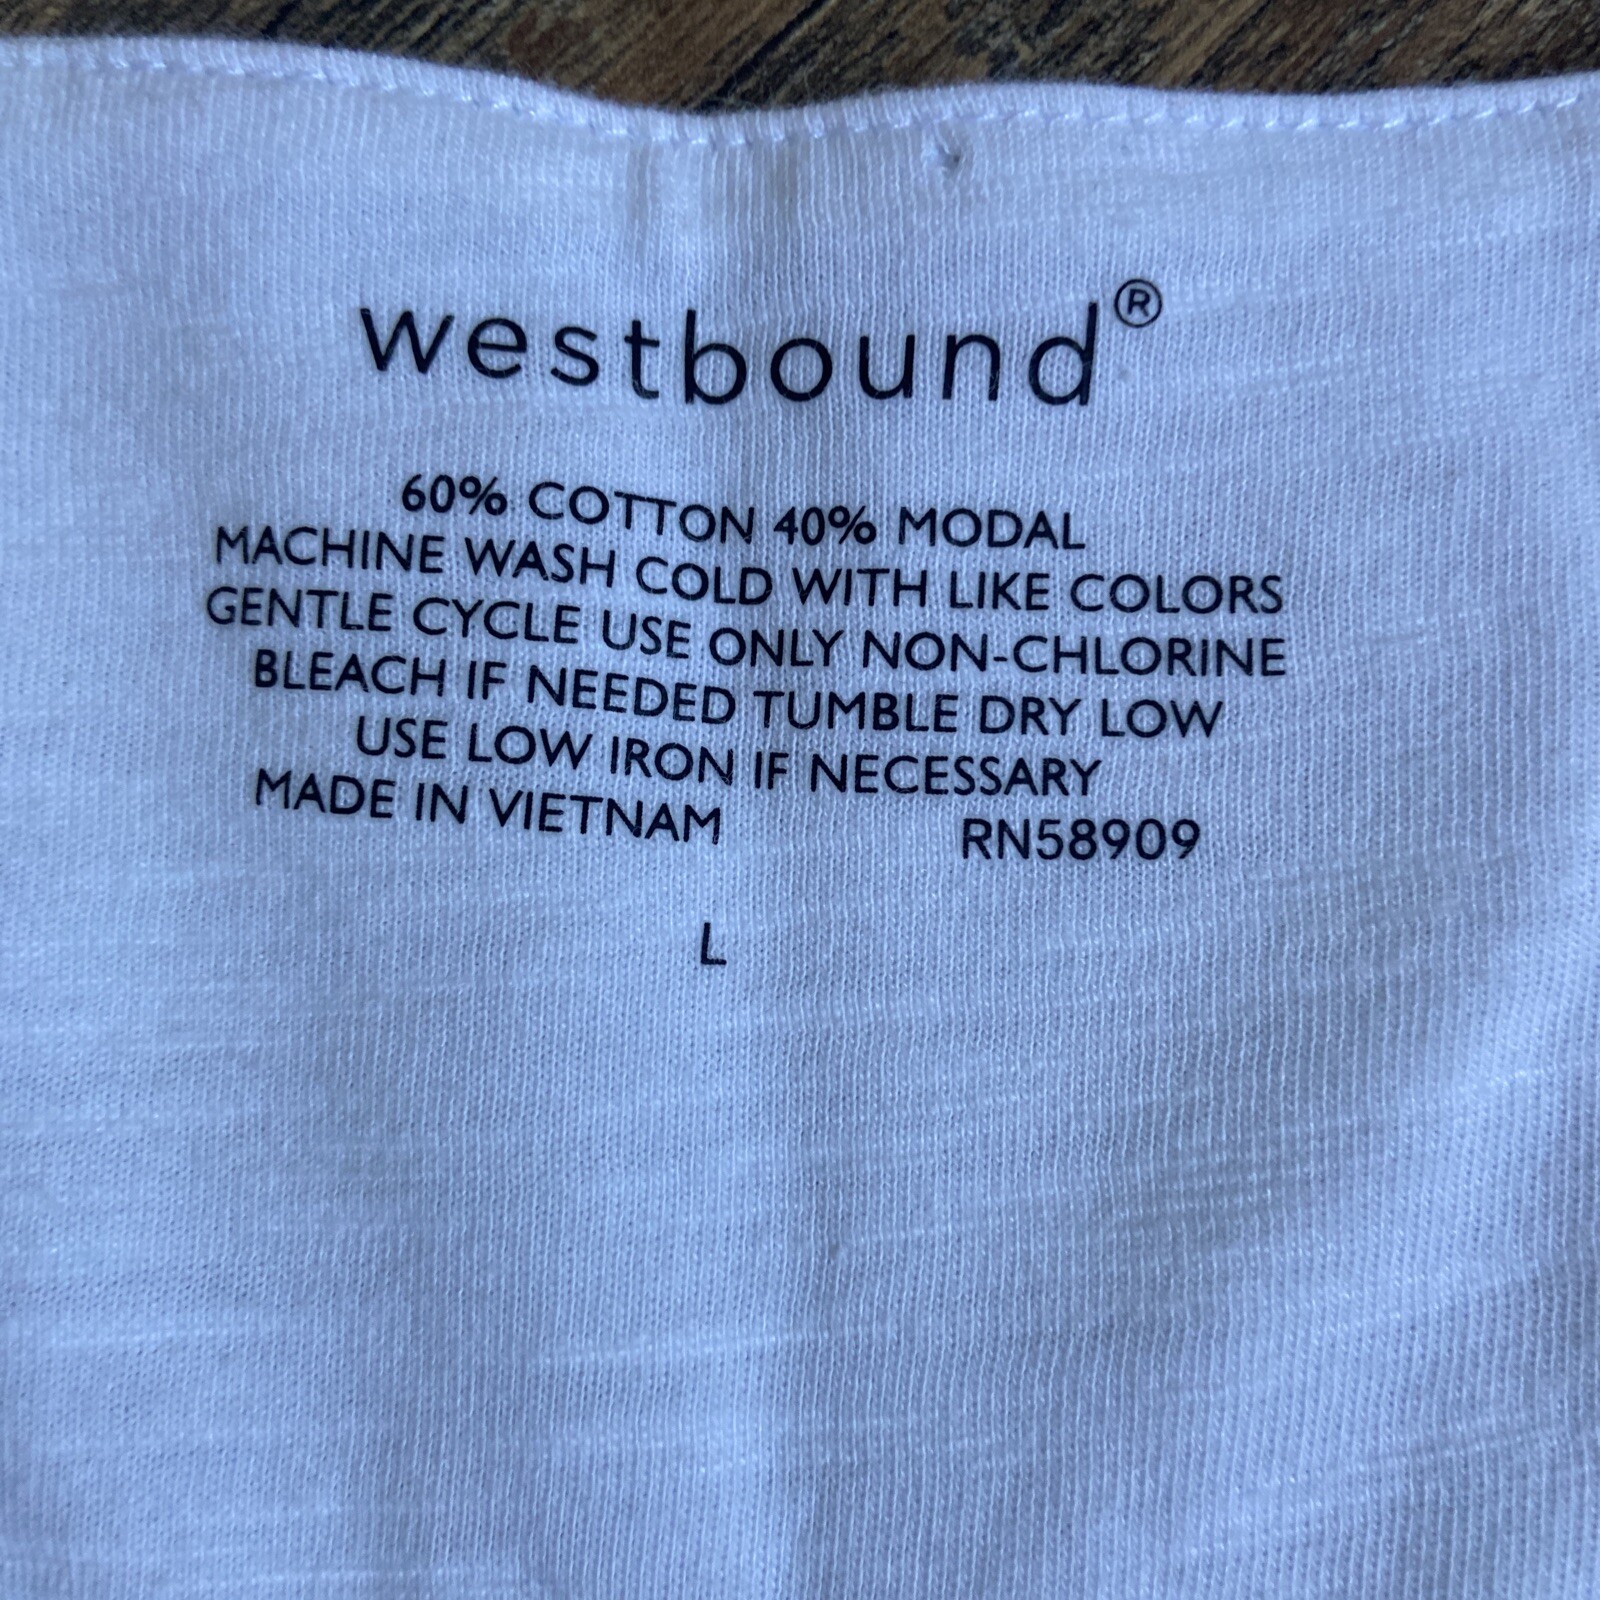 westbound®
60% COTTON 40% MODAL
MACHINE WASH COLD WITH LIKE COLORS
GENTLE CYCLE USE ONLY NON-CHLORINE
BLEACH IF NEEDED TUMBLE DRY LOW
USE LOW IRON IF NECESSARY
MADE IN VIETNAM RN58909
L